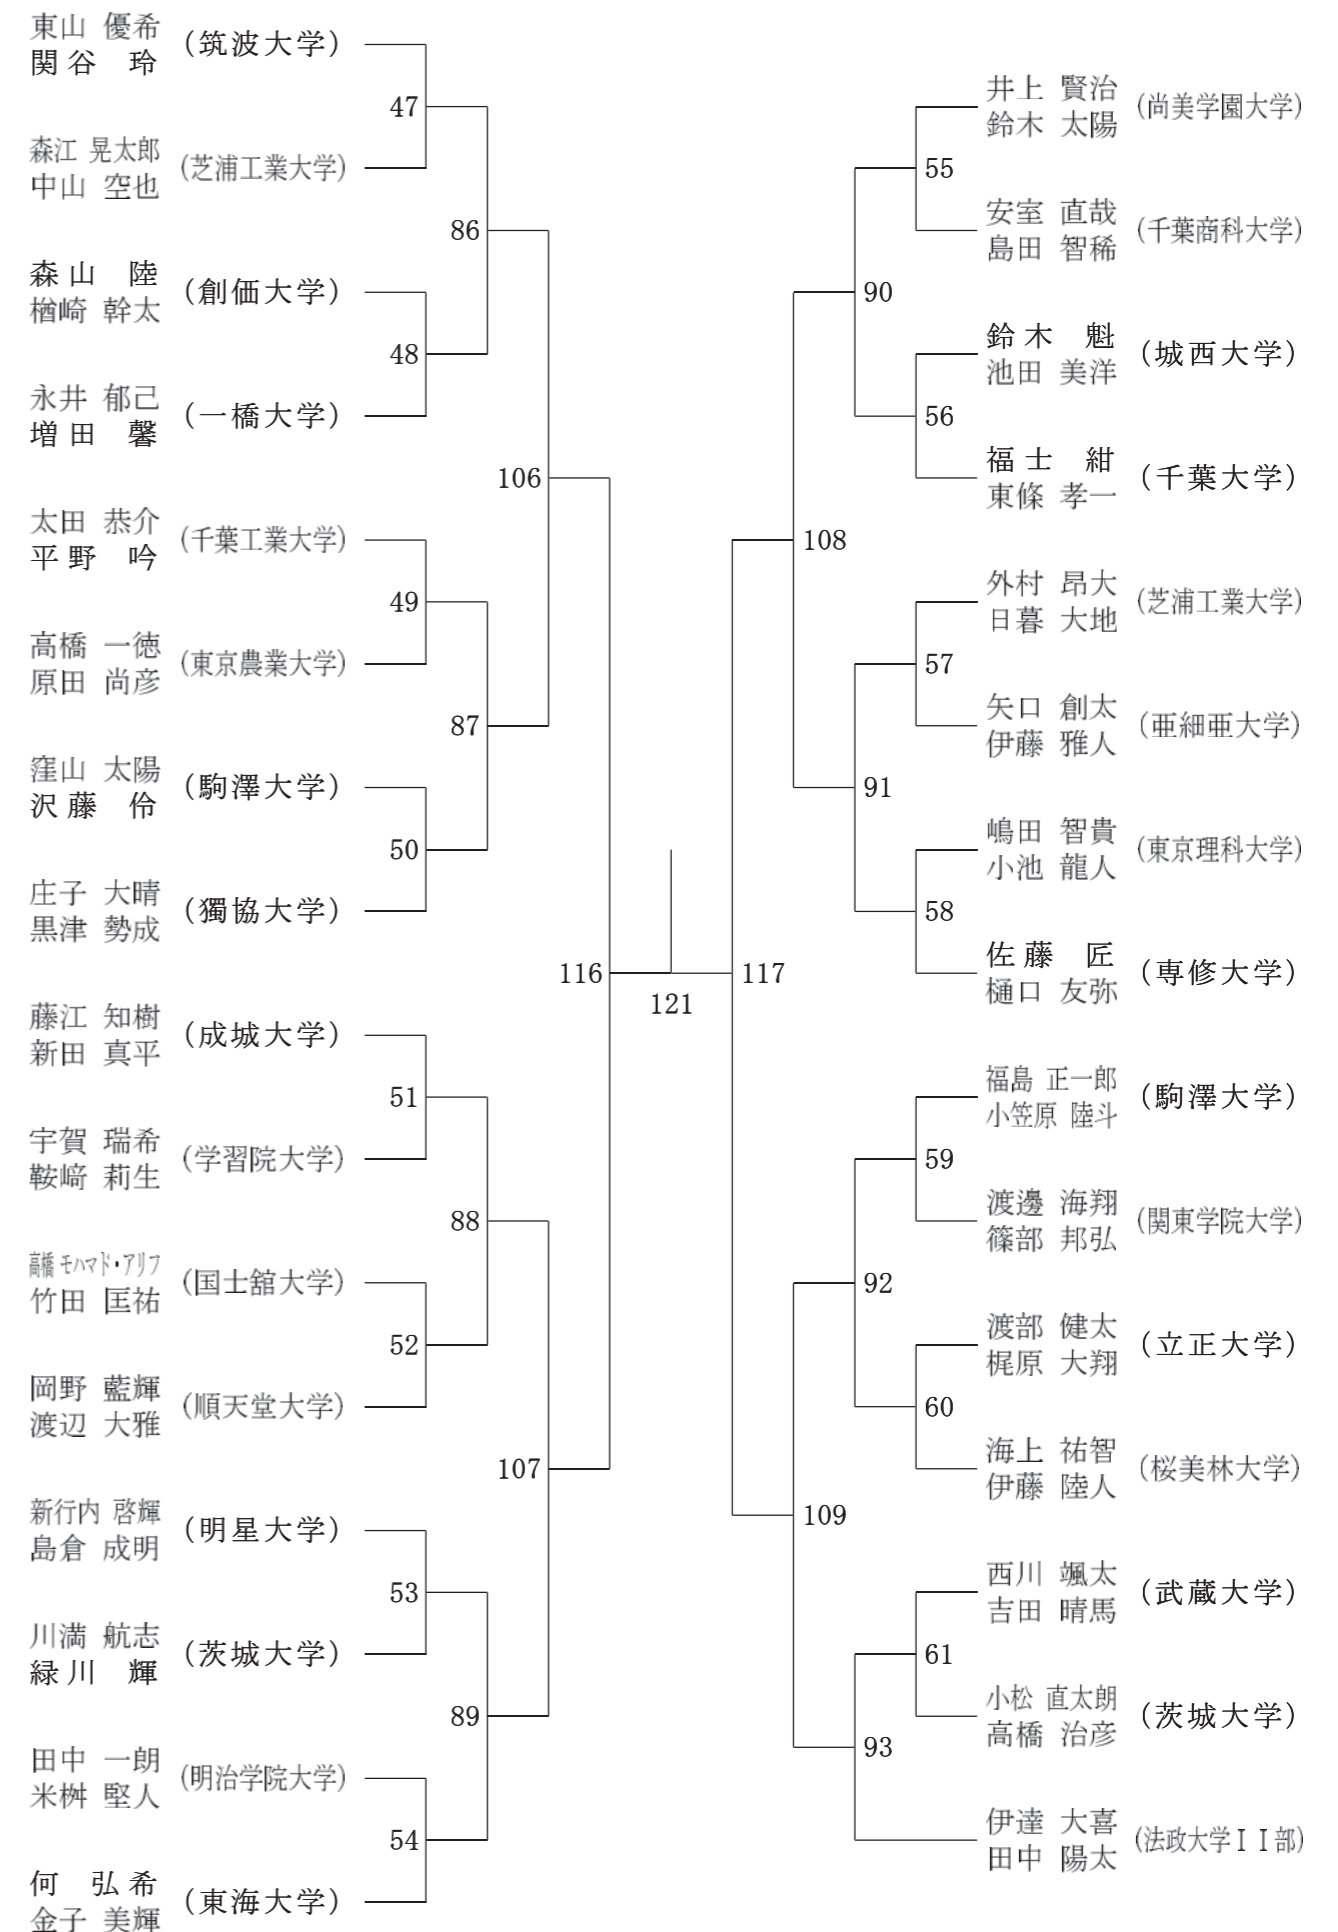 東山 優希
関谷 玲
(筑波大学)
47
森江 晃太郎
中山 空也
(芝浦工業大学)
86
森山 陸
楢崎 幹太
(創価大学)
48
永井 郁己
増田 馨
(一橋大学)
106
太田 恭介
平野 吟
(千葉工業大学)
49
高橋 一徳
原田 尚彦
(東京農業大学)
87
窪山 太陽
沢藤 伶
(駒澤大学)
50
庄子 大晴
黒津 勢成
(獨協大学)
116
藤江 知樹
新田 真平
(成城大学)
51
宇賀 瑞希
鞍﨑 莉生
(学習院大学)
88
高橋 モハマド・アリフ
竹田 匡祐
(国士舘大学)
52
岡野 藍輝
渡辺 大雅
(順天堂大学)
107
新行内 啓輝
島倉 成明
(明星大学)
53
川満 航志
緑川 輝
(茨城大学)
89
田中 一朗
米桝 堅人
(明治学院大学)
54
何 弘希
金子 美輝
(東海大学)
121
井上 賢治
鈴木 太陽
(尚美学園大学)
55
安室 直哉
島田 智稀
(千葉商科大学)
90
鈴木 魁
池田 美洋
(城西大学)
56
福士 紺
東條 孝一
(千葉大学)
108
外村 昂大
日暮 大地
(芝浦工業大学)
57
矢口 創太
伊藤 雅人
(亜細亜大学)
91
嶋田 智貴
小池 龍人
(東京理科大学)
58
佐藤 匠
樋口 友弥
(専修大学)
117
福島 正一郎
小笠原 陸斗
(駒澤大学)
59
渡邊 海翔
篠部 邦弘
(関東学院大学)
92
渡部 健太
梶原 大翔
(立正大学)
60
海上 祐智
伊藤 陸人
(桜美林大学)
109
西川 颯太
吉田 晴馬
(武蔵大学)
61
小松 直太朗
高橋 治彦
(茨城大学)
93
伊達 大喜
田中 陽太
(法政大学ＩＩ部)